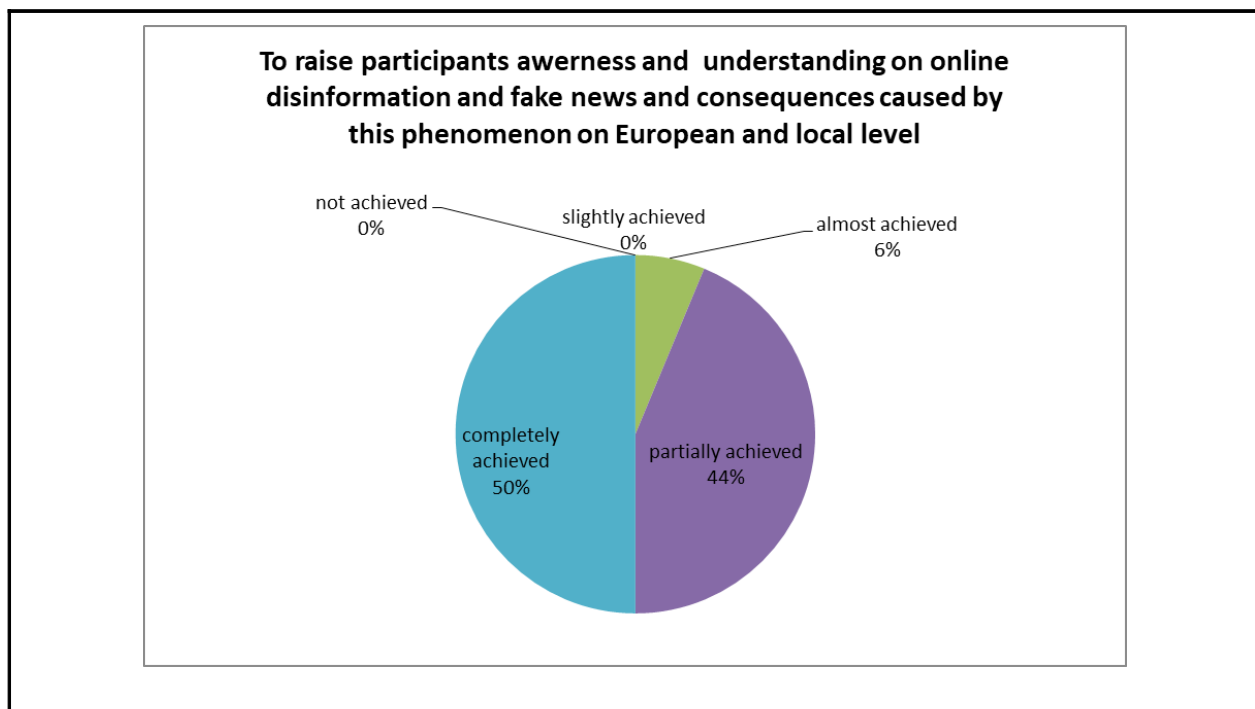 To raise participants awerness and  understanding on online
disinformation and fake news and consequences caused by
this phenomenon on European and local level
not achieved
0%
slightly achieved
0%
almost achieved
6%
completely
achieved
50%
partially achieved
44%